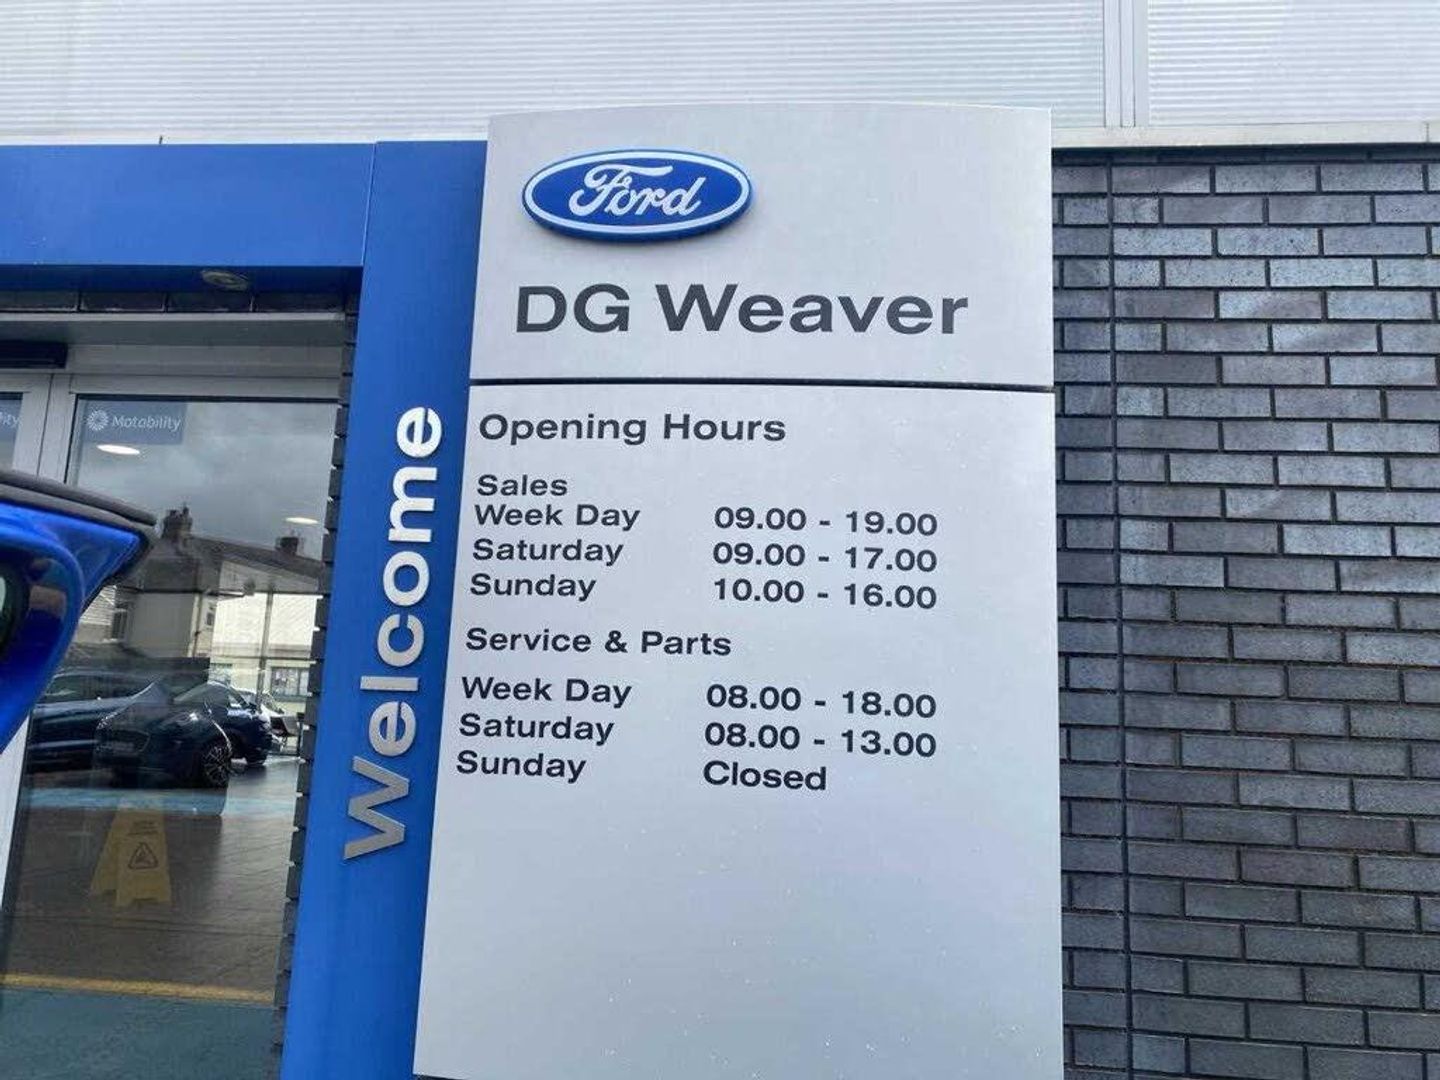 Ford
DG Weaver
Welcome
Opening Hours
Sales
Week Day 09.00 - 19.00
Saturday 09.00 - 17.00
Sunday 10.00 - 16.00
Service & Parts
Week Day 08.00 - 18.00
Saturday 08.00 - 13.00
Sunday Closed
Motability